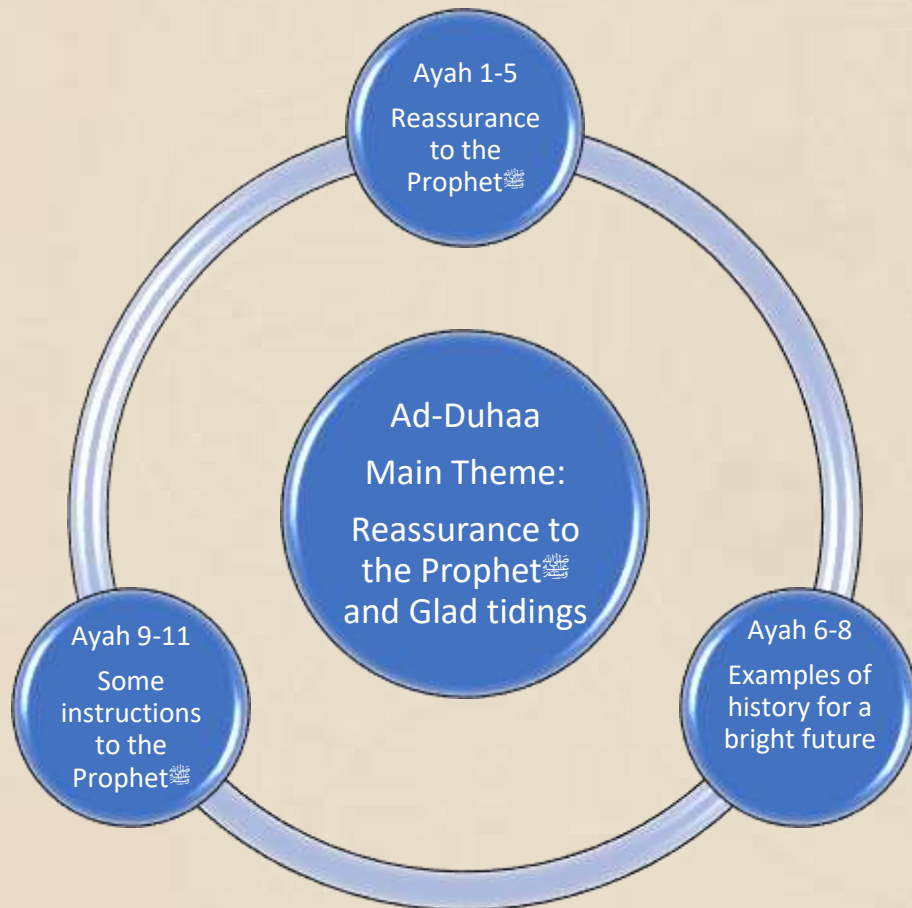 Ayah 1-5
Reassurance
to the
Prophetﷺ
Ad-Duhaa
Main Theme:
Reassurance to
the Prophetﷺ
and Glad tidings
Ayah 9-11
Some
instructions
to the
Prophetﷺ
Ayah 6-8
Examples of
history for a
bright future